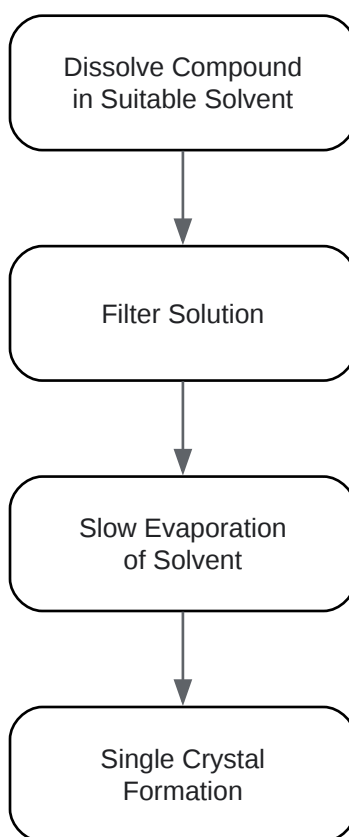 Dissolve Compound
in Suitable Solvent
Filter Solution
Slow Evaporation
of Solvent
Single Crystal
Formation